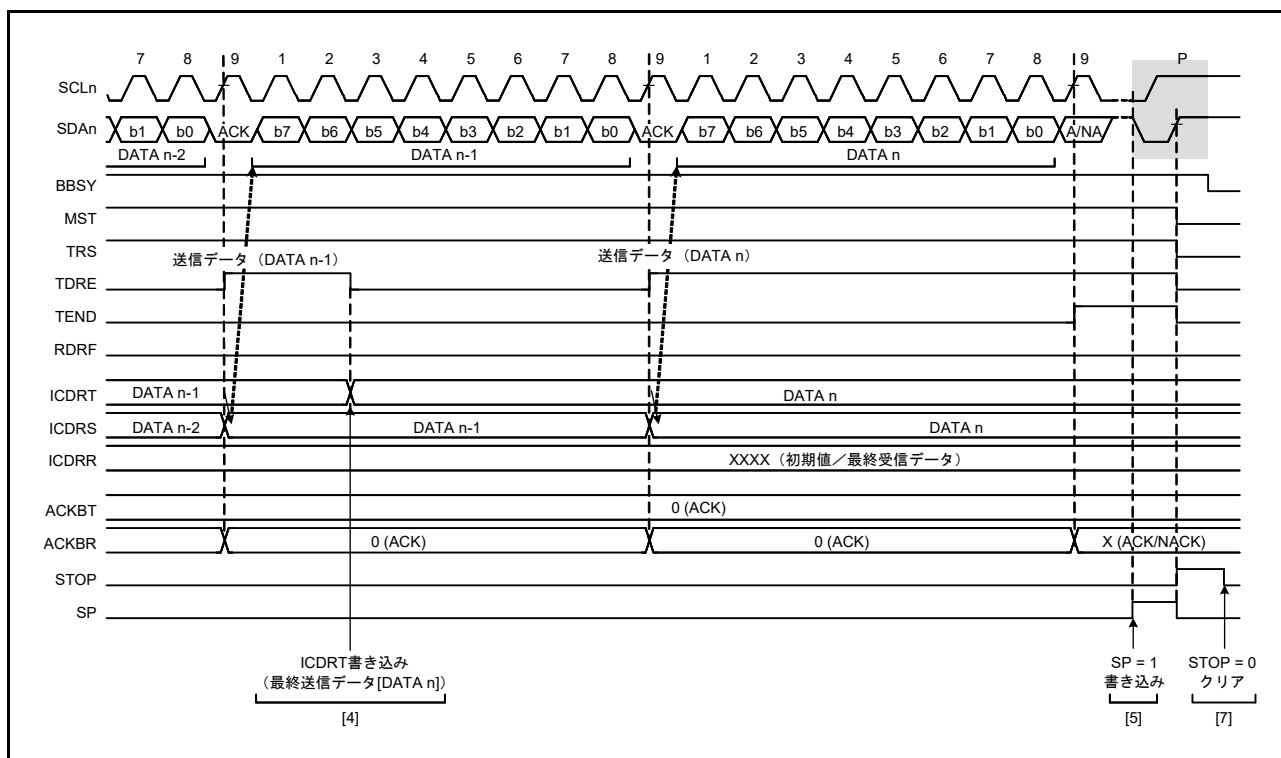 7 8 9 1 2 3 4 5 6 7 8 9 1 2 3 4 5 6 7 8 9 P
SCLn
SDAn b1 b0 ACK b7 b6 b5 b4 b3 b2 b1 b0 ACK b7 b6 b5 b4 b3 b2 b1 b0 A/NA
DATA n-2 DATA n-1 DATA n
BBSY
MST
TRS
送信データ（DATA n-1） 送信データ（DATA n）
TDRE
TEND
RDRF
ICDRT DATA n-1 DATA n
ICDRS DATA n-2 DATA n-1 DATA n
ICDRR XXXX（初期値／最終受信データ）
ACKBT 0 (ACK)
ACKBR 0 (ACK) 0 (ACK) X (ACK/NACK)
STOP
SP
ICDRT書き込み
（最終送信データ[DATA n]）
[4]
SP = 1
書き込み
[5]
STOP = 0
クリア
[7]